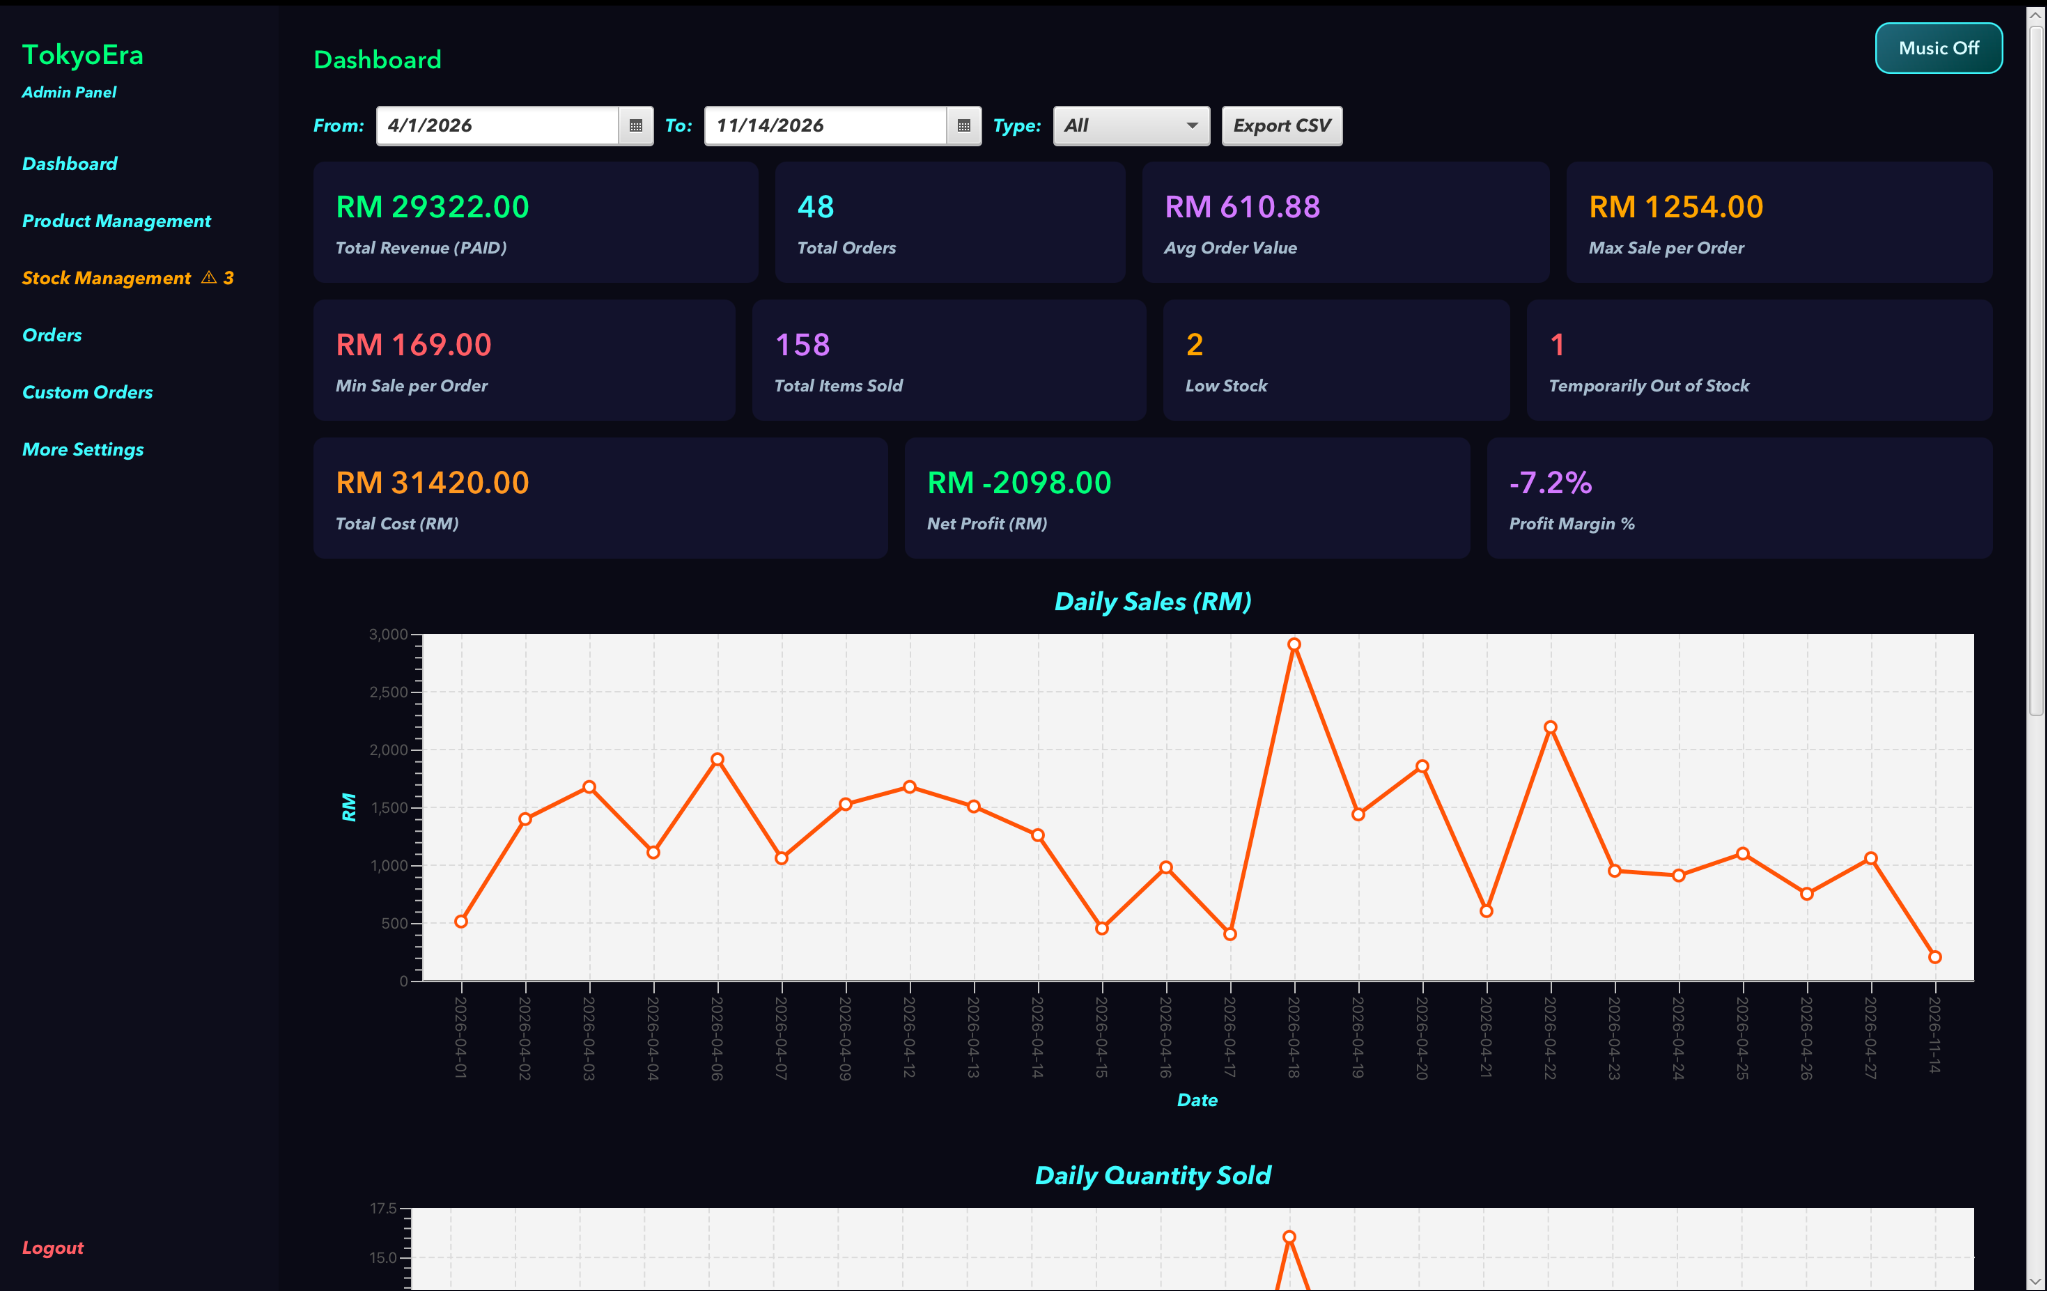 TokyoEra
Admin Panel
Dashboard
Product Management
Stock Management ⚠ 3
Orders
Custom Orders
More Settings
Logout
Dashboard
Music Off
From: 4/1/2026 To: 11/14/2026 Type: All Export CSV
RM 29322.00
Total Revenue (PAID)
48
Total Orders
RM 610.88
Avg Order Value
RM 1254.00
Max Sale per Order
RM 169.00
Min Sale per Order
158
Total Items Sold
2
Low Stock
1
Temporarily Out of Stock
RM 31420.00
Total Cost (RM)
RM -2098.00
Net Profit (RM)
-7.2%
Profit Margin %
Daily Sales (RM)
3,000
2,500
2,000
1,500
1,000
500
0
RM
2026-04-01
2026-04-02
2026-04-03
2026-04-04
2026-04-06
2026-04-07
2026-04-09
2026-04-12
2026-04-13
2026-04-14
2026-04-15
2026-04-16
2026-04-17
2026-04-18
2026-04-19
2026-04-20
2026-04-21
2026-04-22
2026-04-23
2026-04-24
2026-04-25
2026-04-26
2026-04-27
2026-11-14
Date
Daily Quantity Sold
17.5
15.0